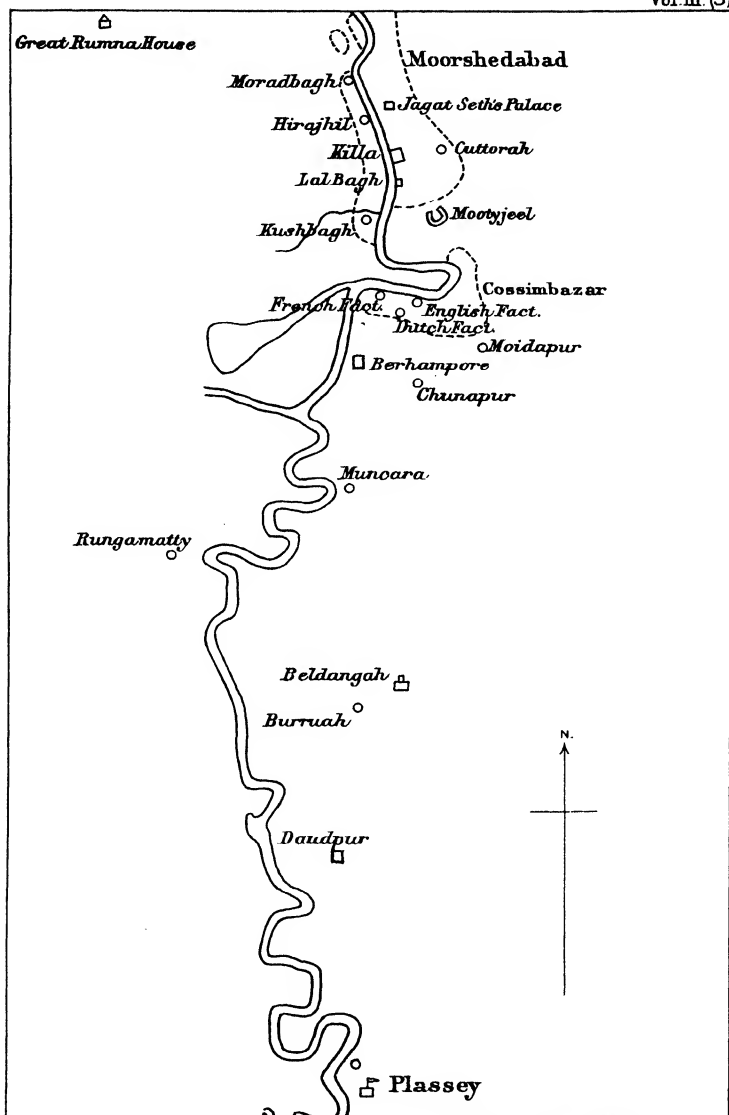 Vol. III. (3)
Great Rumna House
Moorshedabad
Moradbagh
Jagat Seth's Palace
Hirajhil
Killa
Cuttorah
Lal Bagh
Mootyjeel
Kushbagh
Cossimbazar
French Fact.
English Fact.
Dutch Fact.
Moidapur
Berhampore
Chunapur
Muncara
Rungamatty
Beldangah
Burruah
N.
Daudpur
Plassey